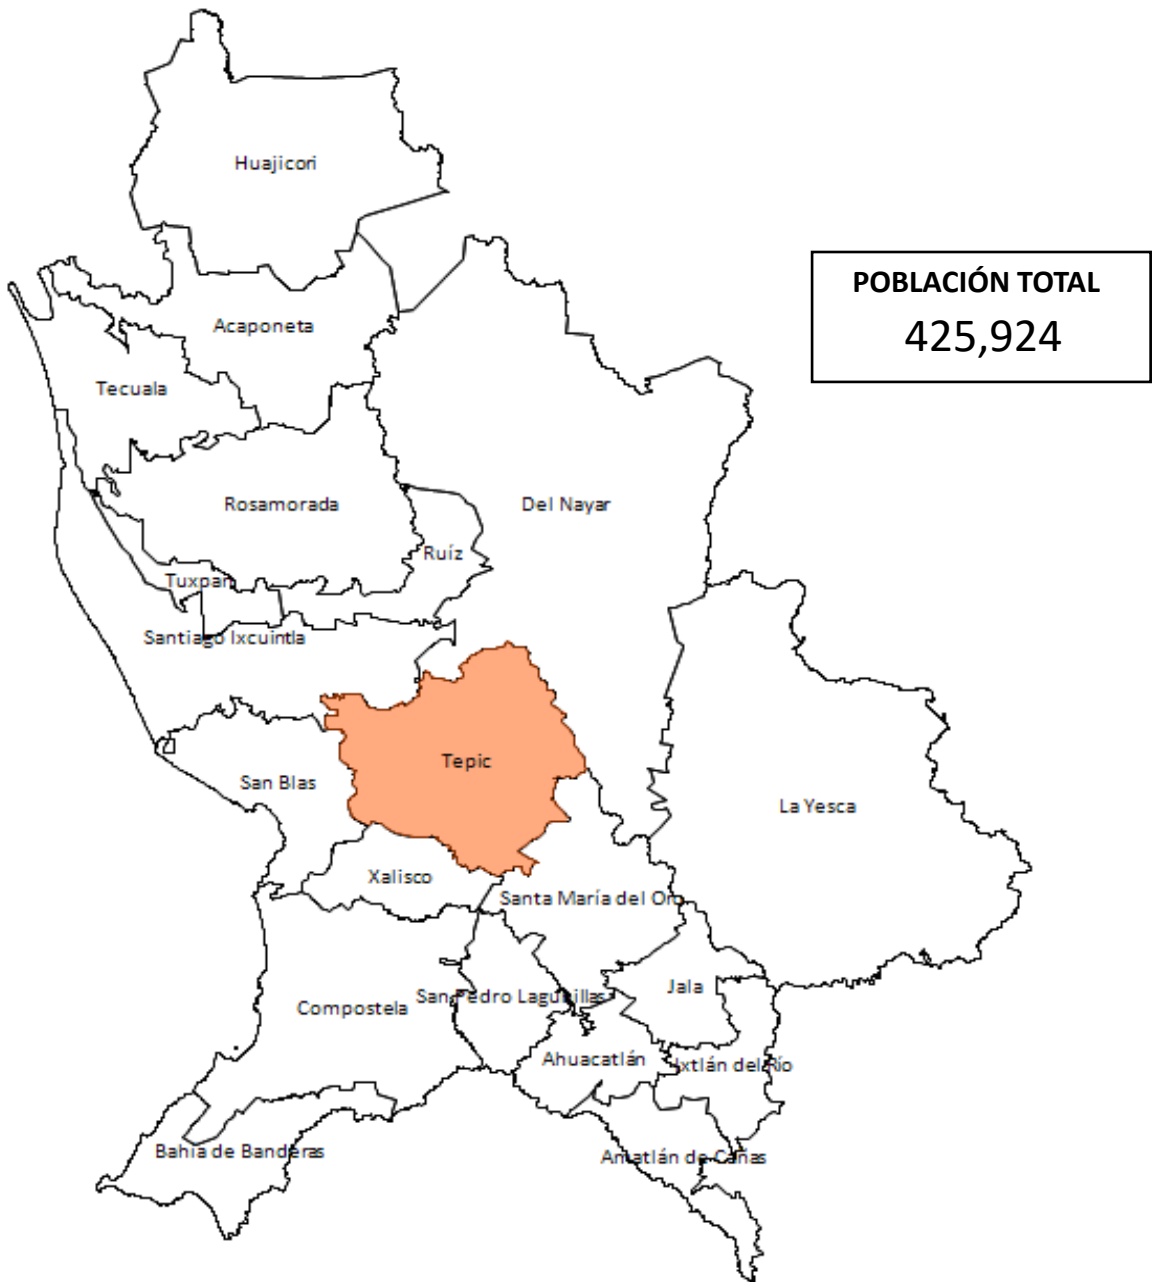 Huajicori
POBLACIÓN TOTAL
425,924
Acaponeta
Tecuala
Rosamorada
Del Nayar
Ruíz
Tuxpan
Santiago Ixcuintla
Tepic
San Blas
La Yesca
Xalisco
Santa María del Oro
Jala
San Pedro Lagunillas
Compostela
Ahuacatlán
Ixtlán del Río
Bahía de Banderas
Amatlán de Cañas